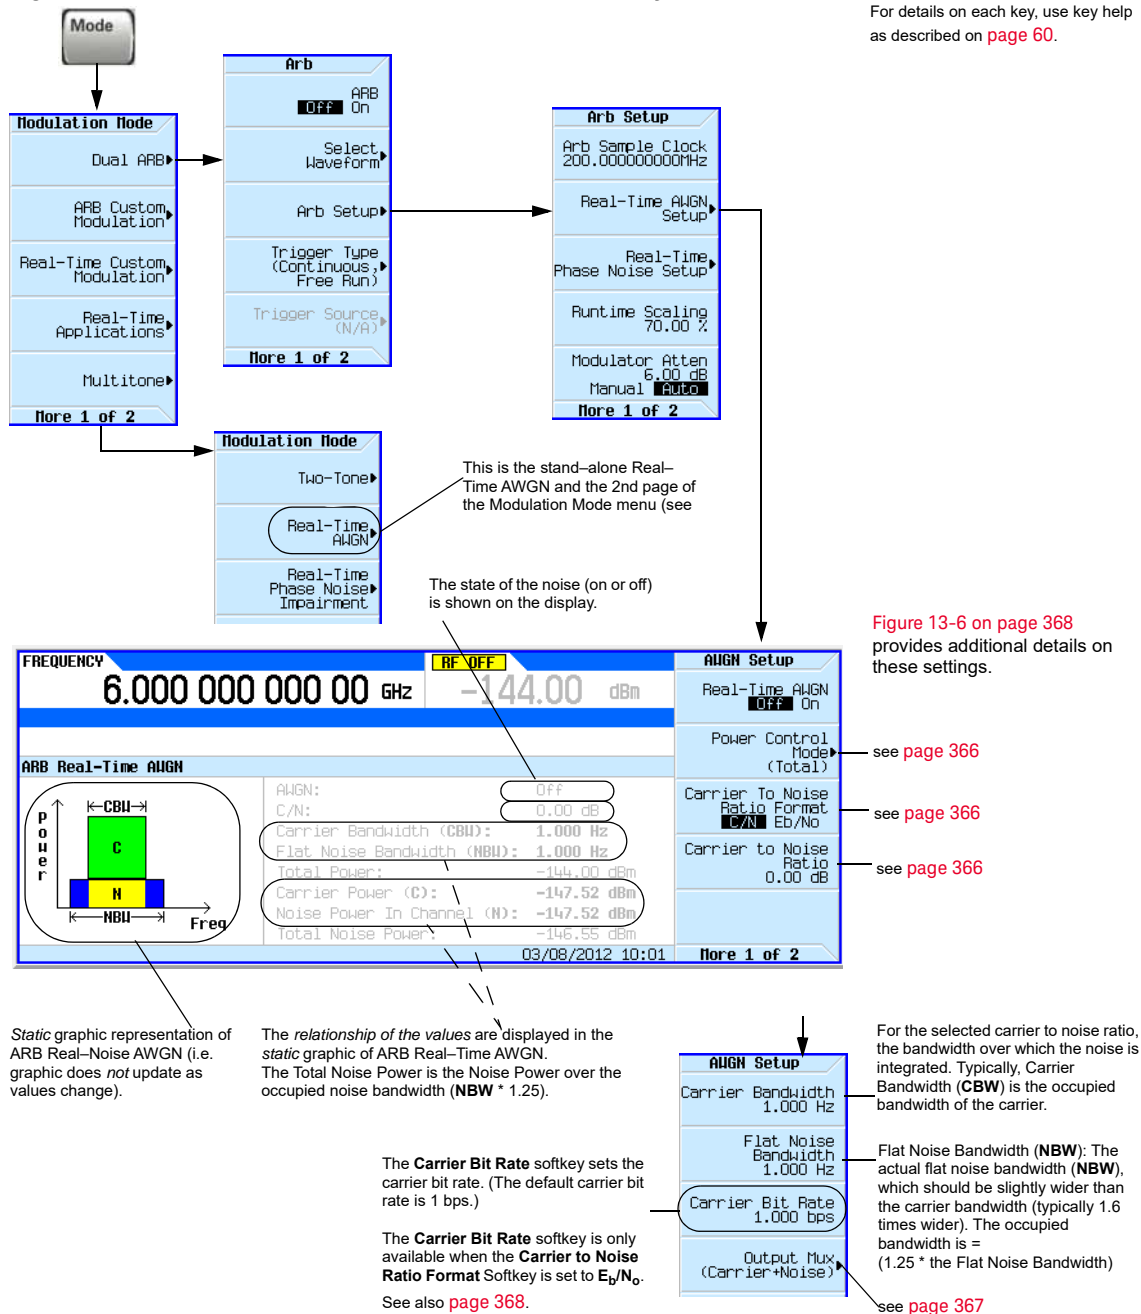 For details on each key, use key help
as described on page 60.
Mode
Modulation Mode
Dual ARB
ARB Custom
Modulation
Real-Time Custom
Modulation
Real-Time
Applications
Multitone
More 1 of 2
Arb
ARB
Off On
Select
Waveform
Arb Setup
Trigger Type
(Continuous,
Free Run)
Trigger Source
(N/A)
More 1 of 2
Arb Setup
Arb Sample Clock
200.000000000MHz
Real-Time AWGN
Setup
Real-Time
Phase Noise Setup
Runtime Scaling
70.00 %
Modulator Atten
6.00 dB
Manual Auto
More 1 of 2
Modulation Mode
Two-Tone
Real-Time
AWGN
Real-Time
Phase Noise
Impairment
This is the stand–alone Real–
Time AWGN and the 2nd page of
the Modulation Mode menu (see
The state of the noise (on or off)
is shown on the display.
Figure 13-6 on page 368
provides additional details on
these settings.
FREQUENCY
6.000 000 000 00 GHz
RF OFF
-144.00 dBm
ARB Real-Time AWGN
Power
CBW
C
N
NBW
Freq
AWGN: Off
C/N: 0.00 dB
Carrier Bandwidth (CBW): 1.000 Hz
Flat Noise Bandwidth (NBW): 1.000 Hz
Total Power: -144.00 dBm
Carrier Power (C): -147.52 dBm
Noise Power In Channel (N): -147.52 dBm
Total Noise Power: -146.55 dBm
03/08/2012 10:01
AWGN Setup
Real-Time AWGN
Off On
Power Control
Mode
(Total)
Carrier To Noise
Ratio Format
C/N Eb/No
Carrier to Noise
Ratio
0.00 dB
More 1 of 2
see page 366
see page 366
see page 366
Static graphic representation of
ARB Real–Noise AWGN (i.e.
graphic does not update as
values change).
The relationship of the values are displayed in the
static graphic of ARB Real–Time AWGN.
The Total Noise Power is the Noise Power over the
occupied noise bandwidth (NBW * 1.25).
AWGN Setup
Carrier Bandwidth
1.000 Hz
Flat Noise
Bandwidth
1.000 Hz
Carrier Bit Rate
1.000 bps
Output Mux
(Carrier+Noise)
For the selected carrier to noise ratio,
the bandwidth over which the noise is
integrated. Typically, Carrier
Bandwidth (CBW) is the occupied
bandwidth of the carrier.
Flat Noise Bandwidth (NBW): The
actual flat noise bandwidth (NBW),
which should be slightly wider than
the carrier bandwidth (typically 1.6
times wider). The occupied
bandwidth is =
(1.25 * the Flat Noise Bandwidth)
see page 367
The Carrier Bit Rate softkey sets the
carrier bit rate. (The default carrier bit
rate is 1 bps.)
The Carrier Bit Rate softkey is only
available when the Carrier to Noise
Ratio Format Softkey is set to Eb/No.
See also page 368.